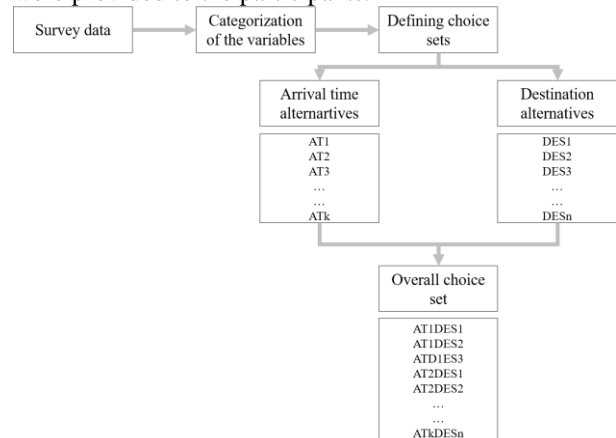 Survey data
Categorization
of the variables
Defining choice
sets
Arrival time
alternartives
Destination
alternatives
AT1
AT2
AT3
...
...
ATk
DES1
DES2
DES3
...
...
DESn
Overall choice
set
AT1DES1
AT1DES2
ATD1ES3
AT2DES1
AT2DES2
...
...
ATkDESn